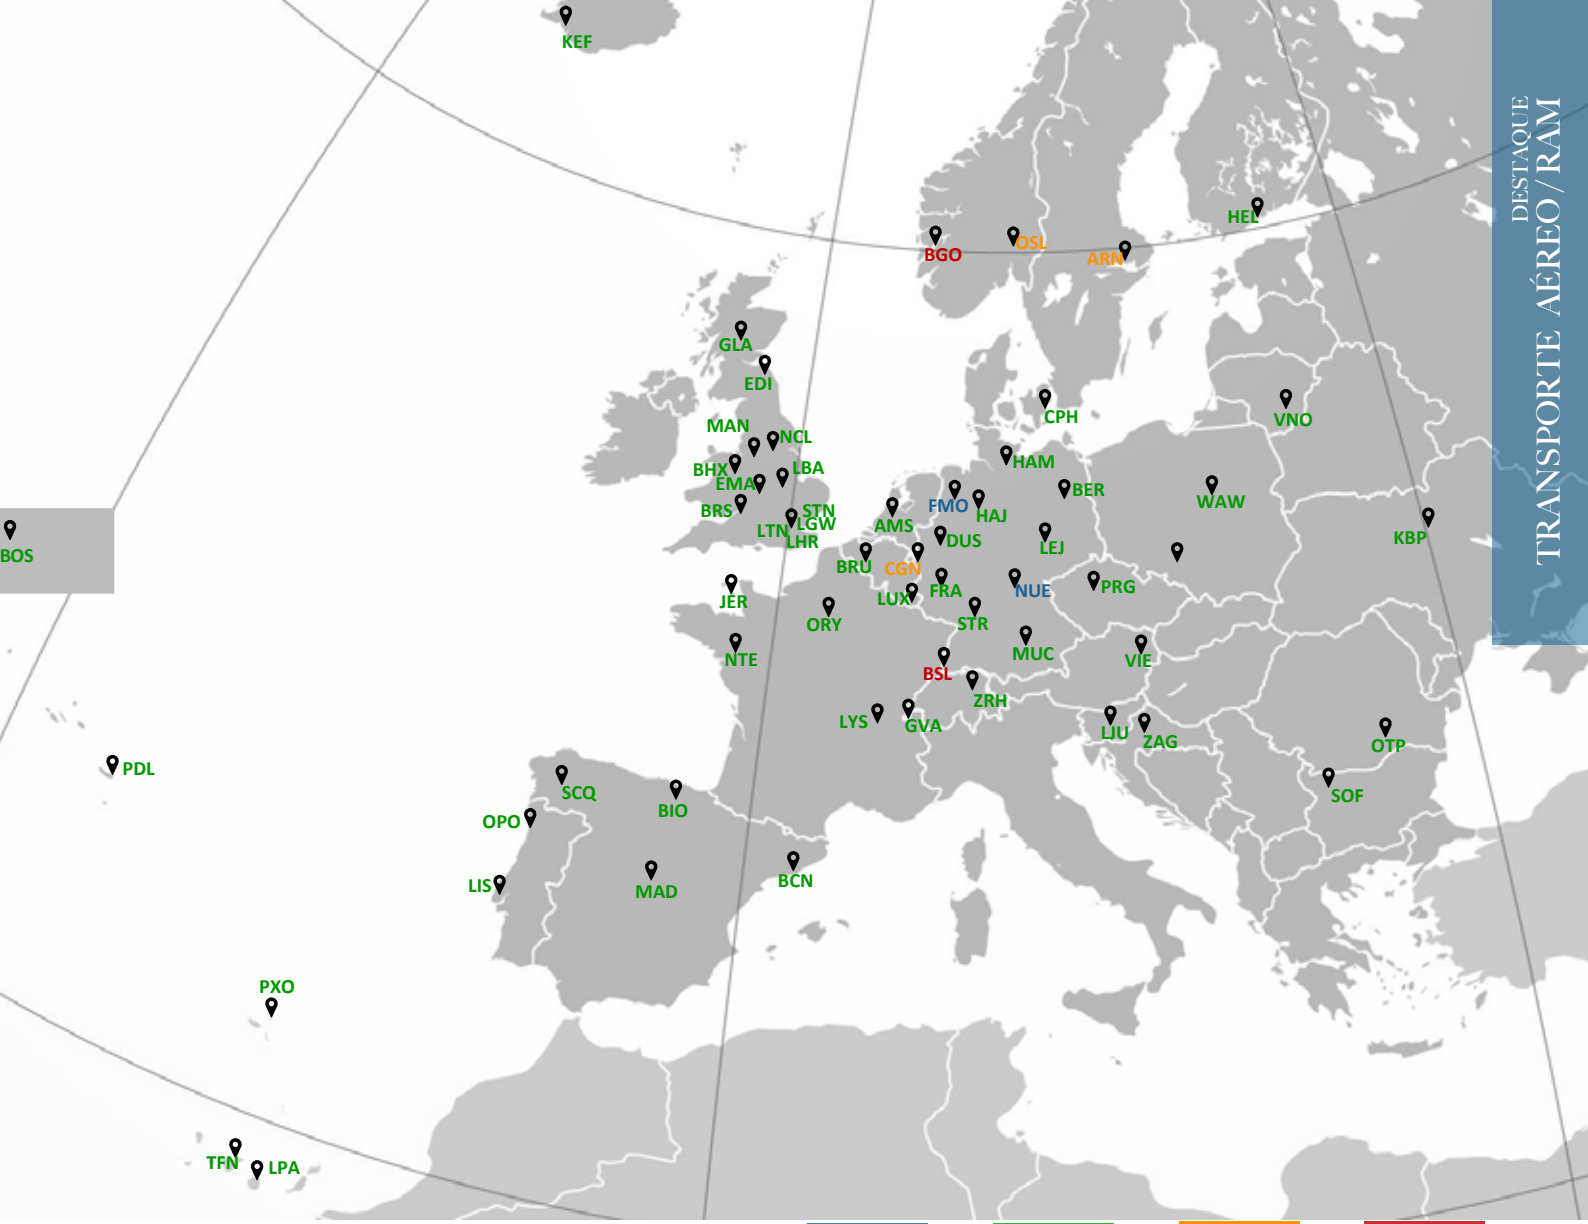 KEF
DESTAQUE
TRANSPORTE AÉREO/RAM
HEL
BGO
OSL
ARN
GLA
EDI
CPH
VNO
MAN
NCL
HAM
BHX
LBA
EMA
BER
WAW
BRS
STN
LTN
LGW
LHR
AMS
FMO
HAJ
KBP
BOS
DUS
LEJ
BRU
CGN
FRA
NUE
PRG
JER
LUX
ORY
STR
NTE
MUC
VIE
BSL
ZRH
LYS
GVA
LJU
ZAG
OTP
PDL
SCQ
BIO
SOF
OPO
LIS
MAD
BCN
PXO
TFN
LPA